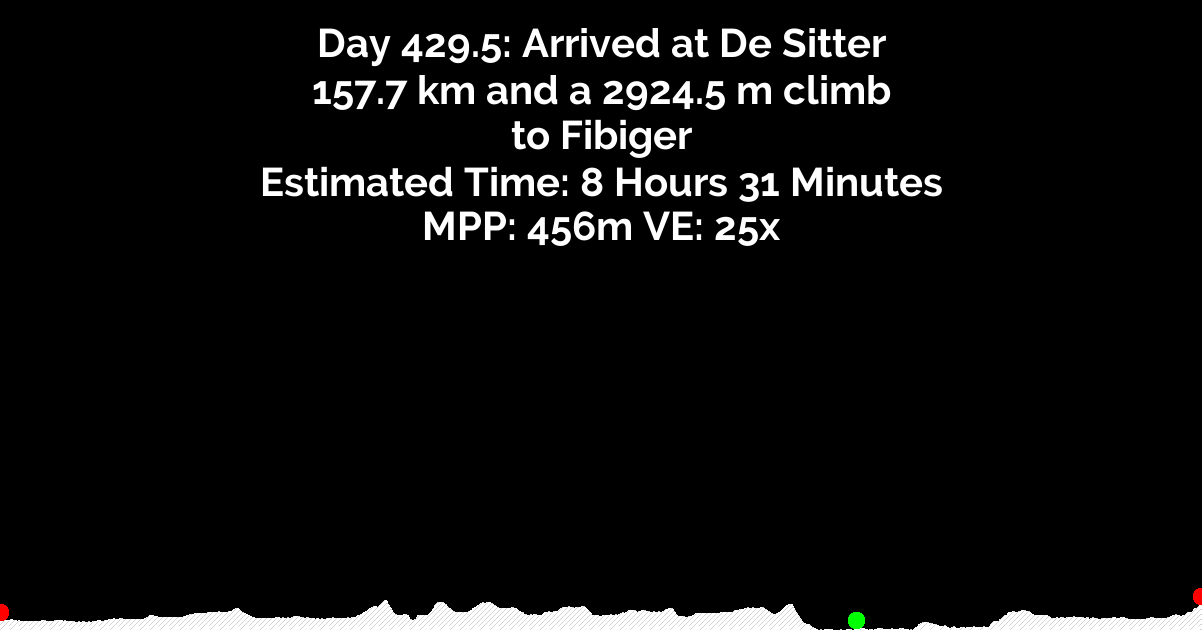 Day 429.5: Arrived at De Sitter
157.7 km and a 2924.5 m climb
to Fibiger
Estimated Time: 8 Hours 31 Minutes
MPP: 456m VE: 25x